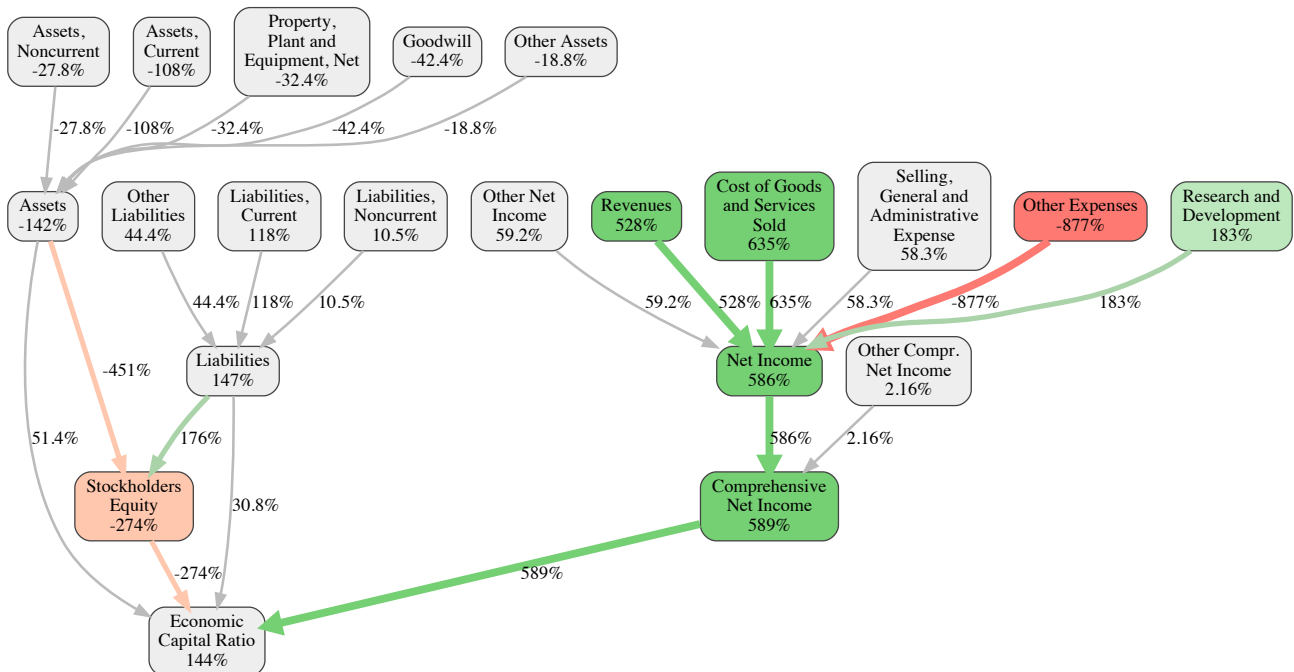 Assets,
Noncurrent
-27.8%
Assets,
Current
-108%
Property,
Plant and
Equipment, Net
-32.4%
Goodwill
-42.4%
Other Assets
-18.8%
-27.8%
-108%
-32.4%
-42.4%
-18.8%
Assets
-142%
Other
Liabilities
44.4%
Liabilities,
Current
118%
Liabilities,
Noncurrent
10.5%
Other Net
Income
59.2%
Revenues
528%
Cost of Goods
and Services
Sold
635%
Selling,
General and
Administrative
Expense
58.3%
Other Expenses
-877%
Research and
Development
183%
44.4%
118%
10.5%
59.2%
528%
635%
58.3%
-877%
183%
-451%
Liabilities
147%
Net Income
586%
Other Compr.
Net Income
2.16%
51.4%
176%
586%
2.16%
Stockholders
Equity
-274%
30.8%
Comprehensive
Net Income
589%
-274%
589%
Economic
Capital Ratio
144%